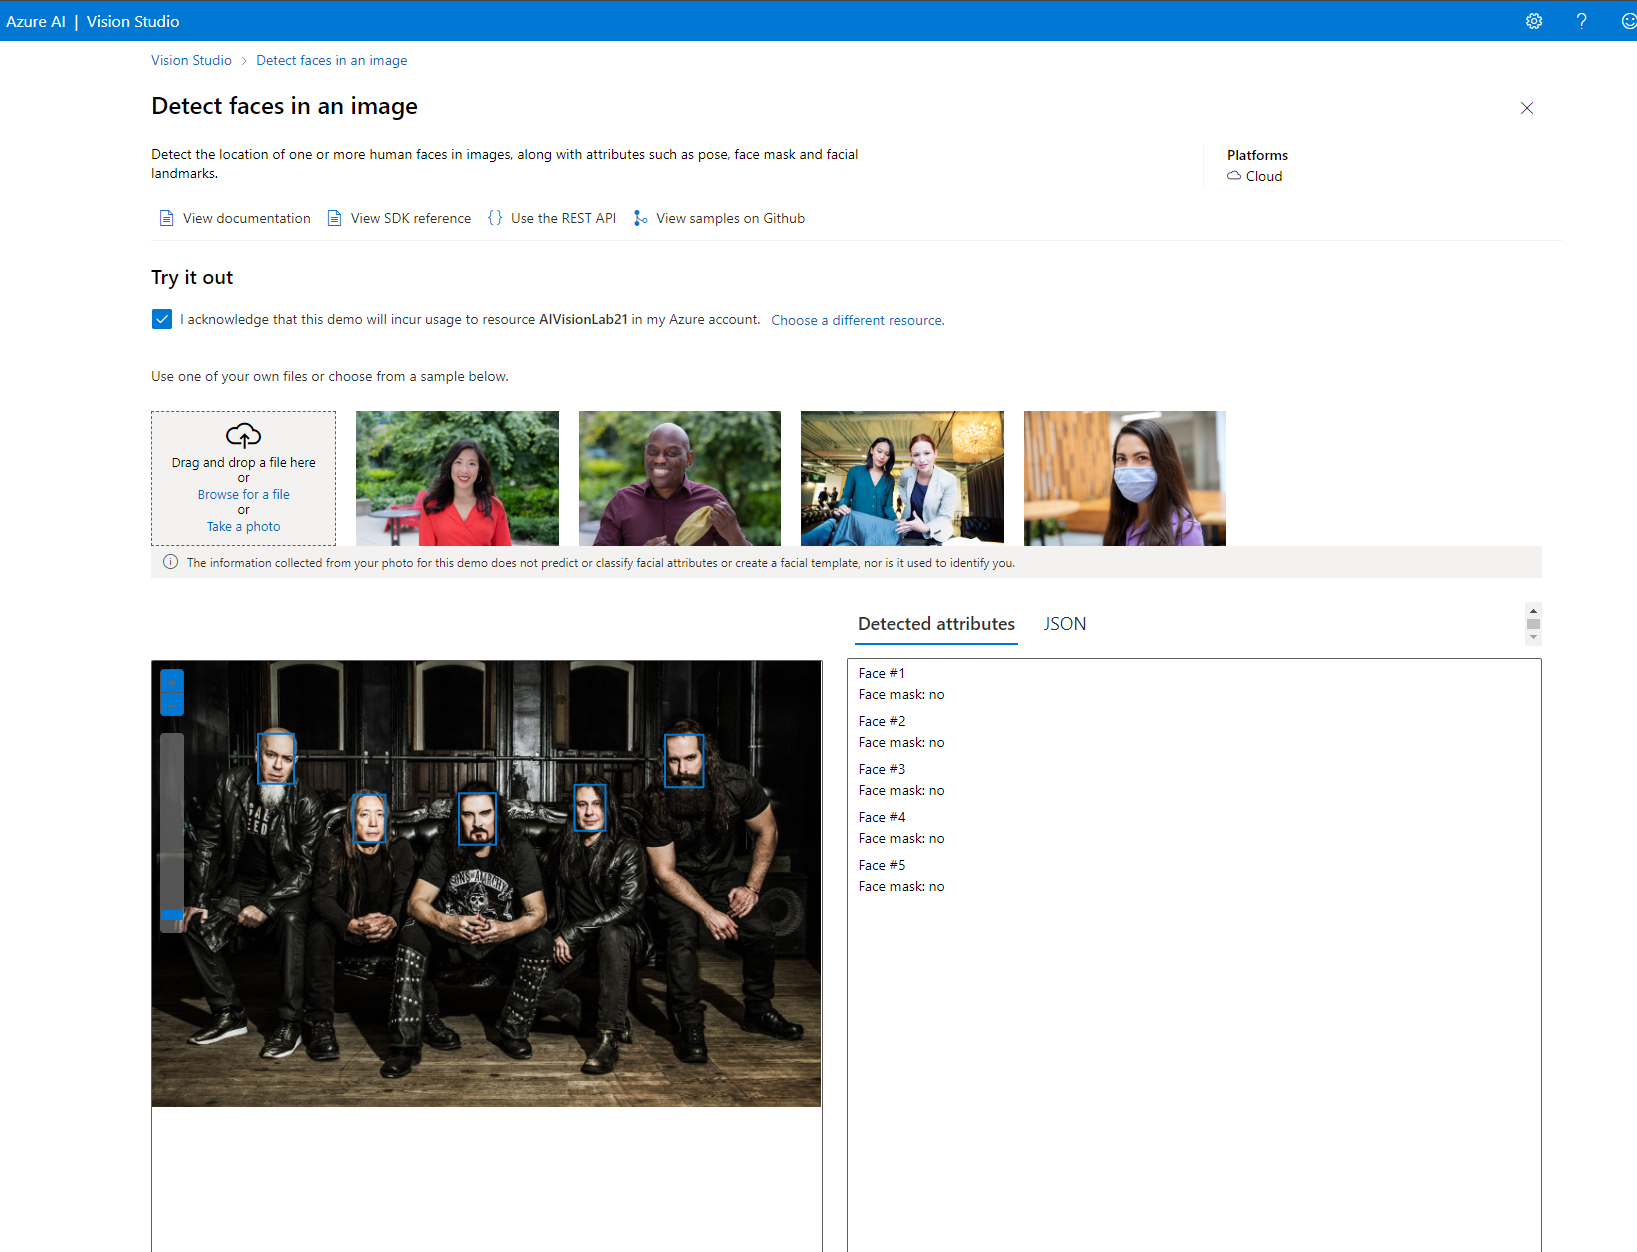 Azure AI | Vision Studio
Vision Studio > Detect faces in an image
Detect faces in an image
Detect the location of one or more human faces in images, along with attributes such as pose, face mask and facial
landmarks.
Platforms
Cloud
View documentation View SDK reference {} Use the REST API View samples on Github
Try it out
I acknowledge that this demo will incur usage to resource AIVisionLab21 in my Azure account. Choose a different resource.
Use one of your own files or choose from a sample below.
Drag and drop a file here
or
Browse for a file
or
Take a photo
The information collected from your photo for this demo does not predict or classify facial attributes or create a facial template, nor is it used to identify you.
Detected attributes JSON
SONS OF ANARCHY
Face #1
Face mask: no
Face #2
Face mask: no
Face #3
Face mask: no
Face #4
Face mask: no
Face #5
Face mask: no